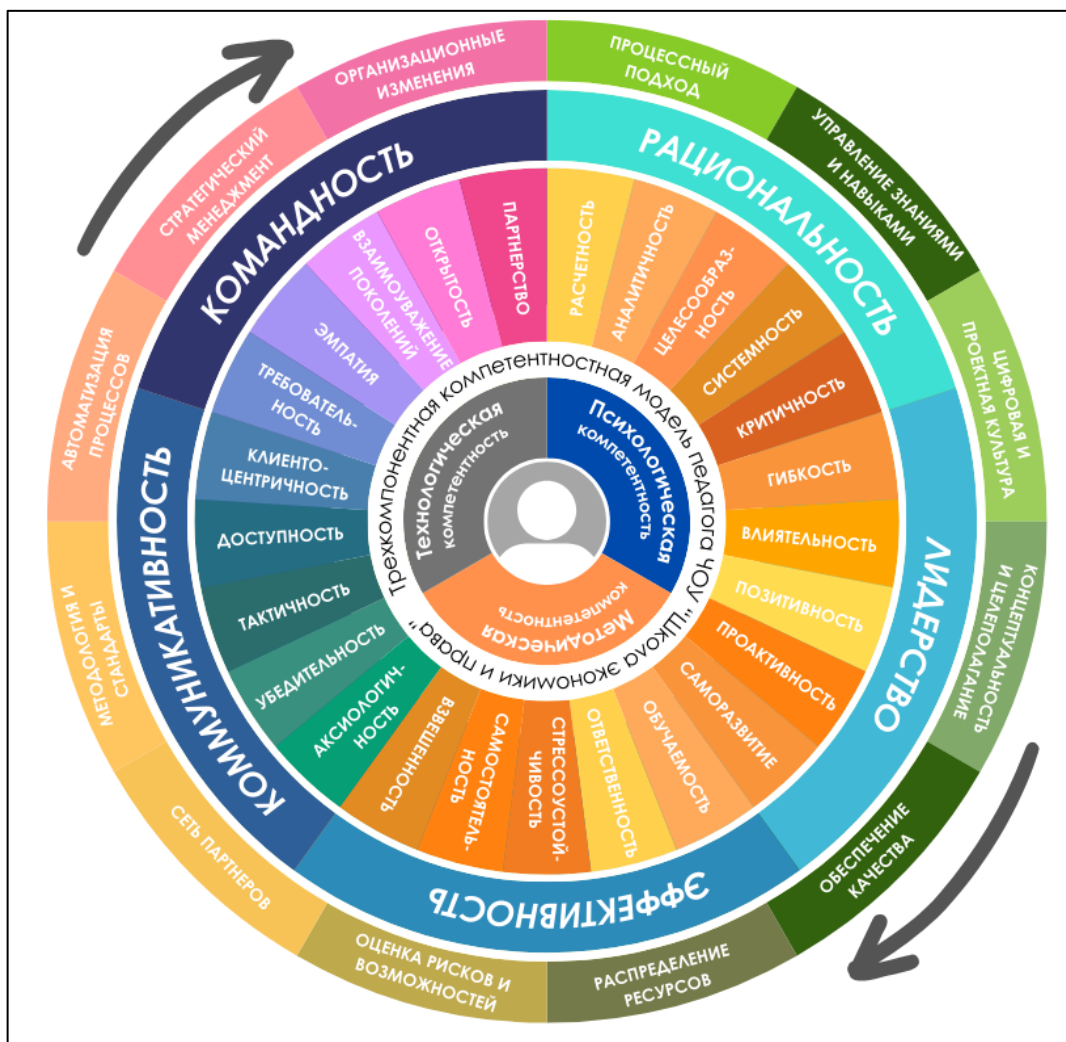 ОРГАНИЗАЦИОННЫЕ
ИЗМЕНЕНИЯ
ПРОЦЕССНЫЙ
ПОДХОД
УПРАВЛЕНИЕ ЗНАНИЯМИ
И НАВЫКАМИ
ЦИФРОВАЯ И
ПРОЕКТНАЯ КУЛЬТУРА
КОНЦЕПТУАЛЬНОСТЬ
И ЦЕЛЕПОЛАГАНИЕ
ОБЕСПЕЧЕНИЕ
КАЧЕСТВА
РАСПРЕДЕЛЕНИЕ
РЕСУРСОВ
ОЦЕНКА РИСКОВ И
ВОЗМОЖНОСТЕЙ
СЕТЬ ПАРТНЕРОВ
МЕТОДОЛОГИЯ И
СТАНДАРТЫ
АВТОМАТИЗАЦИЯ
ПРОЦЕССОВ
СТРАТЕГИЧЕСКИЙ
МЕНЕДЖМЕНТ
КОМАНДНОСТЬ
РАЦИОНАЛЬНОСТЬ
ЛИДЕРСТВО
ЭФФЕКТИВНОСТЬ
КОММУНИКАТИВНОСТЬ
РАСЧЕТНОСТЬ
АНАЛИТИЧНОСТЬ
ЦЕЛЕСООБРАЗ-
НОСТЬ
СИСТЕМНОСТЬ
КРИТИЧНОСТЬ
ГИБКОСТЬ
ВЛИЯТЕЛЬНОСТЬ
ПОЗИТИВНОСТЬ
ПРОАКТИВНОСТЬ
САМОРАЗВИТИЕ
ОБУЧАЕМОСТЬ
ОТВЕТСТВЕННОСТЬ
СТРЕССОУСТОЙ-
ЧИВОСТЬ
САМОСТОЯТЕЛЬ-
НОСТЬ
ВЗВЕШЕННОСТЬ
АКСИОЛОГИЧ-
НОСТЬ
УБЕДИТЕЛЬНОСТЬ
ТАКТИЧНОСТЬ
ДОСТУПНОСТЬ
КЛИЕНТО-
ЦЕНТРИЧНОСТЬ
ТРЕБОВАТЕЛЬ-
НОСТЬ
ЭМПАТИЯ
ВЗАИМОУВАЖЕНИЕ
ПОКОЛЕНИЙ
ОТКРЫТОСТЬ
ПАРТНЕРСТВО
Трехкомпонентная компетентностная модель педагога ЧОУ "Школа экономики и права"
Технологическая
компетентность
Психологическая
компетентность
Методическая
компетентность